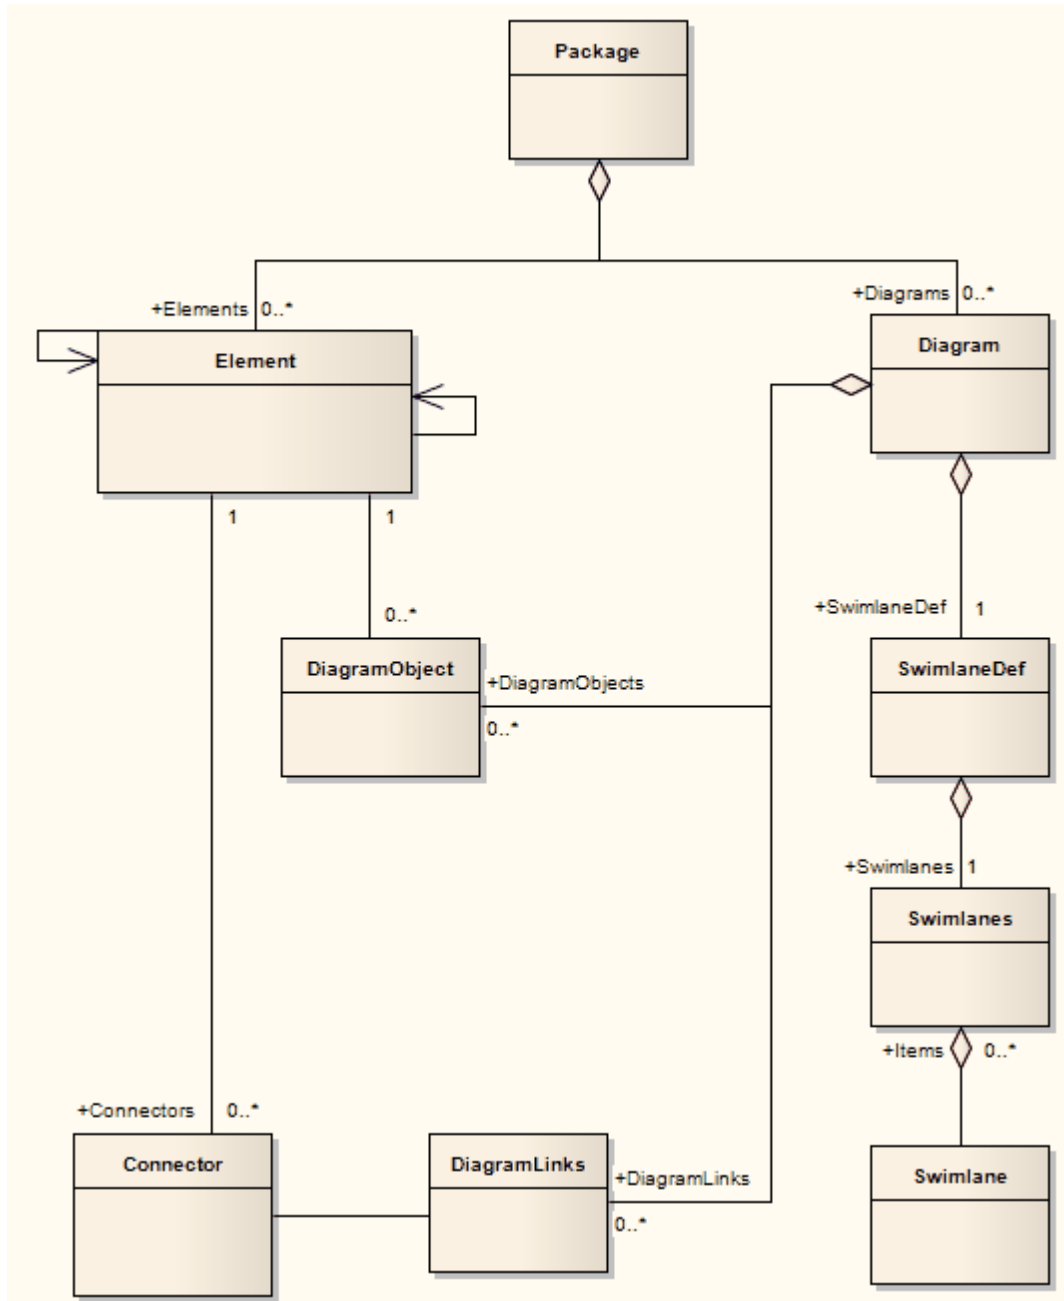 Package
+Elements 0..*
+Diagrams 0..*
Element
Diagram
1
1
0..*
+SwimlaneDef 1
DiagramObject
+DiagramObjects
0..*
SwimlaneDef
+Swimlanes 1
Swimlanes
+Items 0..*
+Connectors 0..*
Connector
DiagramLinks
+DiagramLinks
0..*
Swimlane